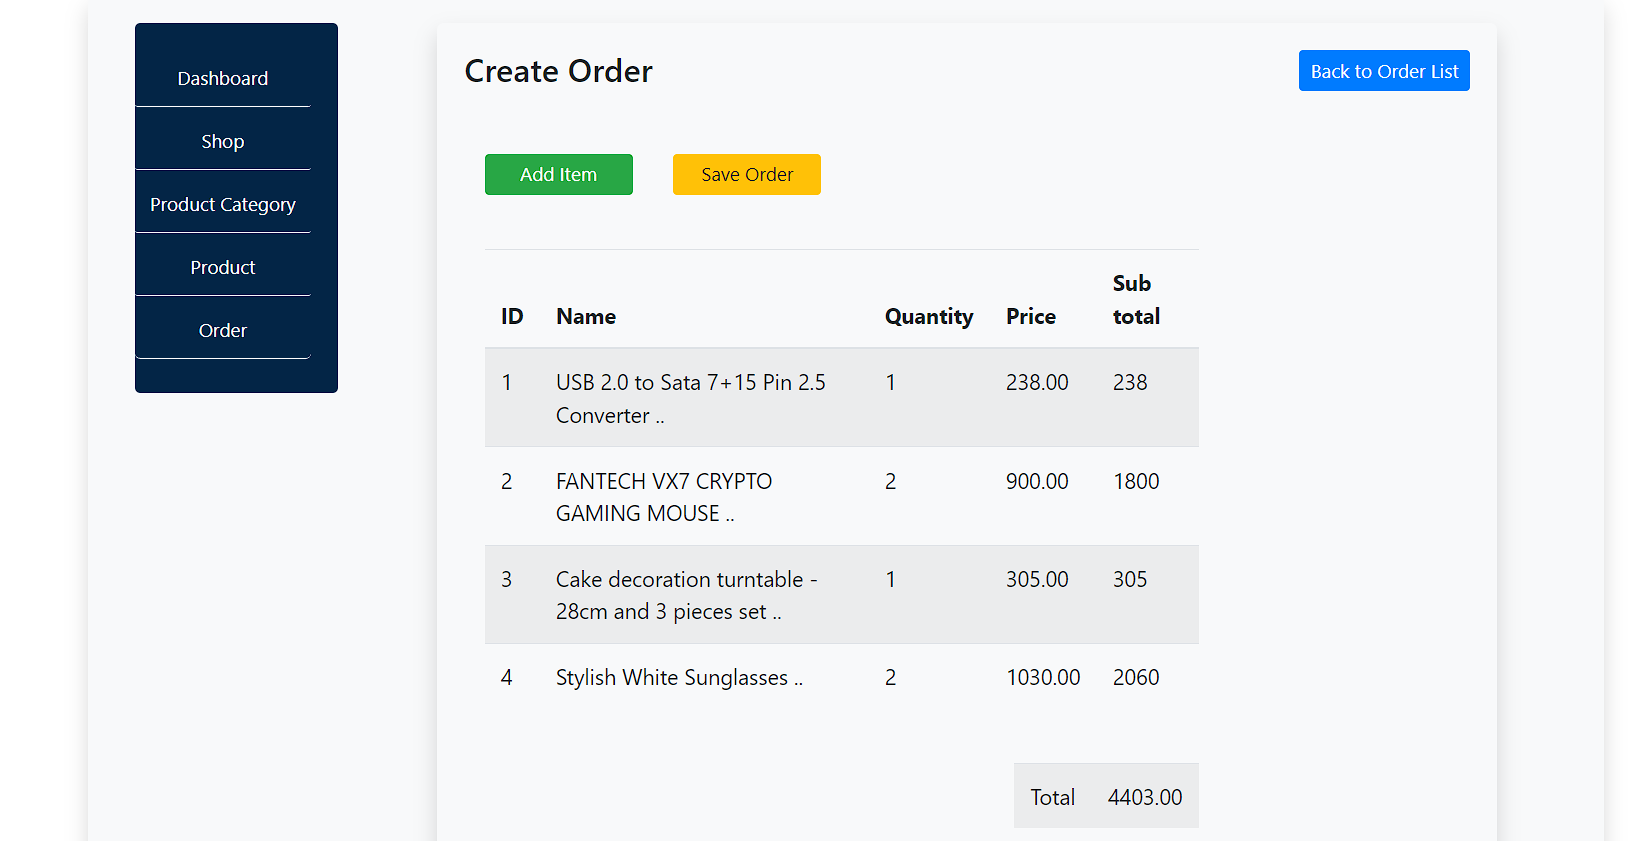 Dashboard
Shop
Product Category
Product
Order
Create Order
Back to Order List
Add Item
Save Order
ID Name Quantity Price Sub total
1 USB 2.0 to Sata 7+15 Pin 2.5 1 238.00 238
Converter ..
2 FANTECH VX7 CRYPTO 2 900.00 1800
GAMING MOUSE ..
3 Cake decoration turntable - 1 305.00 305
28cm and 3 pieces set ..
4 Stylish White Sunglasses .. 2 1030.00 2060
Total 4403.00